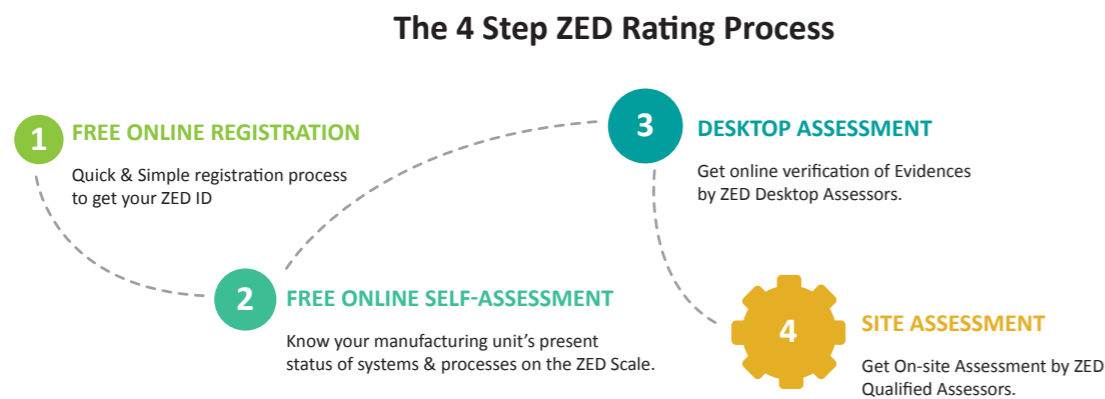 The 4 Step ZED Rating Process
1
FREE ONLINE REGISTRATION
Quick & Simple registration process
to get your ZED ID
2
FREE ONLINE SELF-ASSESSMENT
Know your manufacturing unit's present
status of systems & processes on the ZED Scale.
3
DESKTOP ASSESSMENT
Get online verification of Evidences
by ZED Desktop Assessors.
4
SITE ASSESSMENT
Get On-site Assessment by ZED
Qualified Assessors.